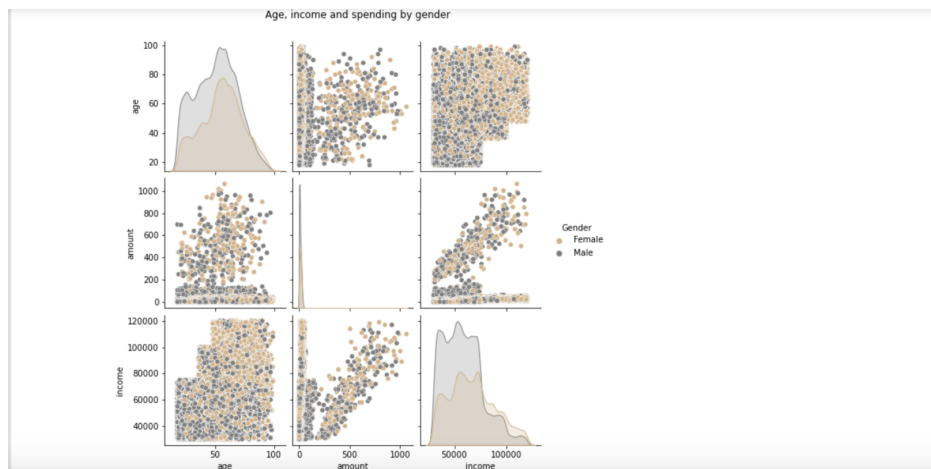 Age, income and spending by gender
100
80
60
40
20
age
1000
800
600
400
200
0
amount
Gender
Female
Male
120000
100000
80000
60000
40000
income
50 100
0 500 1000
50000 100000
age amount income